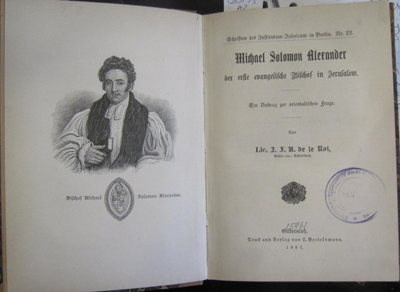 Bischof Michael Solomon Alexander.
Schriften des Institutum Judaicum in Berlin. Nr. 22.
Michael Solomon Alexander
der erste evangelische Bischof in Jerusalem.
Ein Beitrag zur orientalischen Frage.
Von
Lic. J. F. A. de le Roi,
Gütersloh.
Druck und Verlag von C. Bertelsmann.
1897.